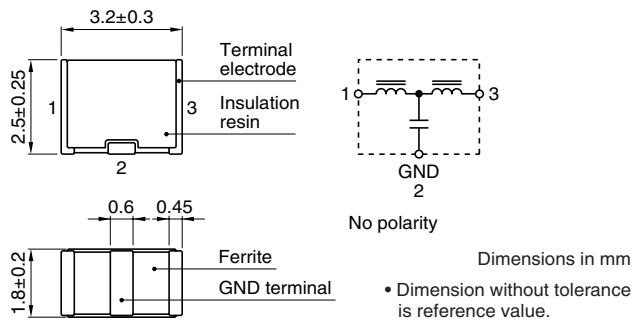 3.2±0.3
Terminal
electrode
2.5±0.25
1
3
Insulation
resin
2
1
3
GND
2
No polarity
0.6
0.45
1.8±0.2
Ferrite
GND terminal
Dimensions in mm
• Dimension without tolerance
is reference value.